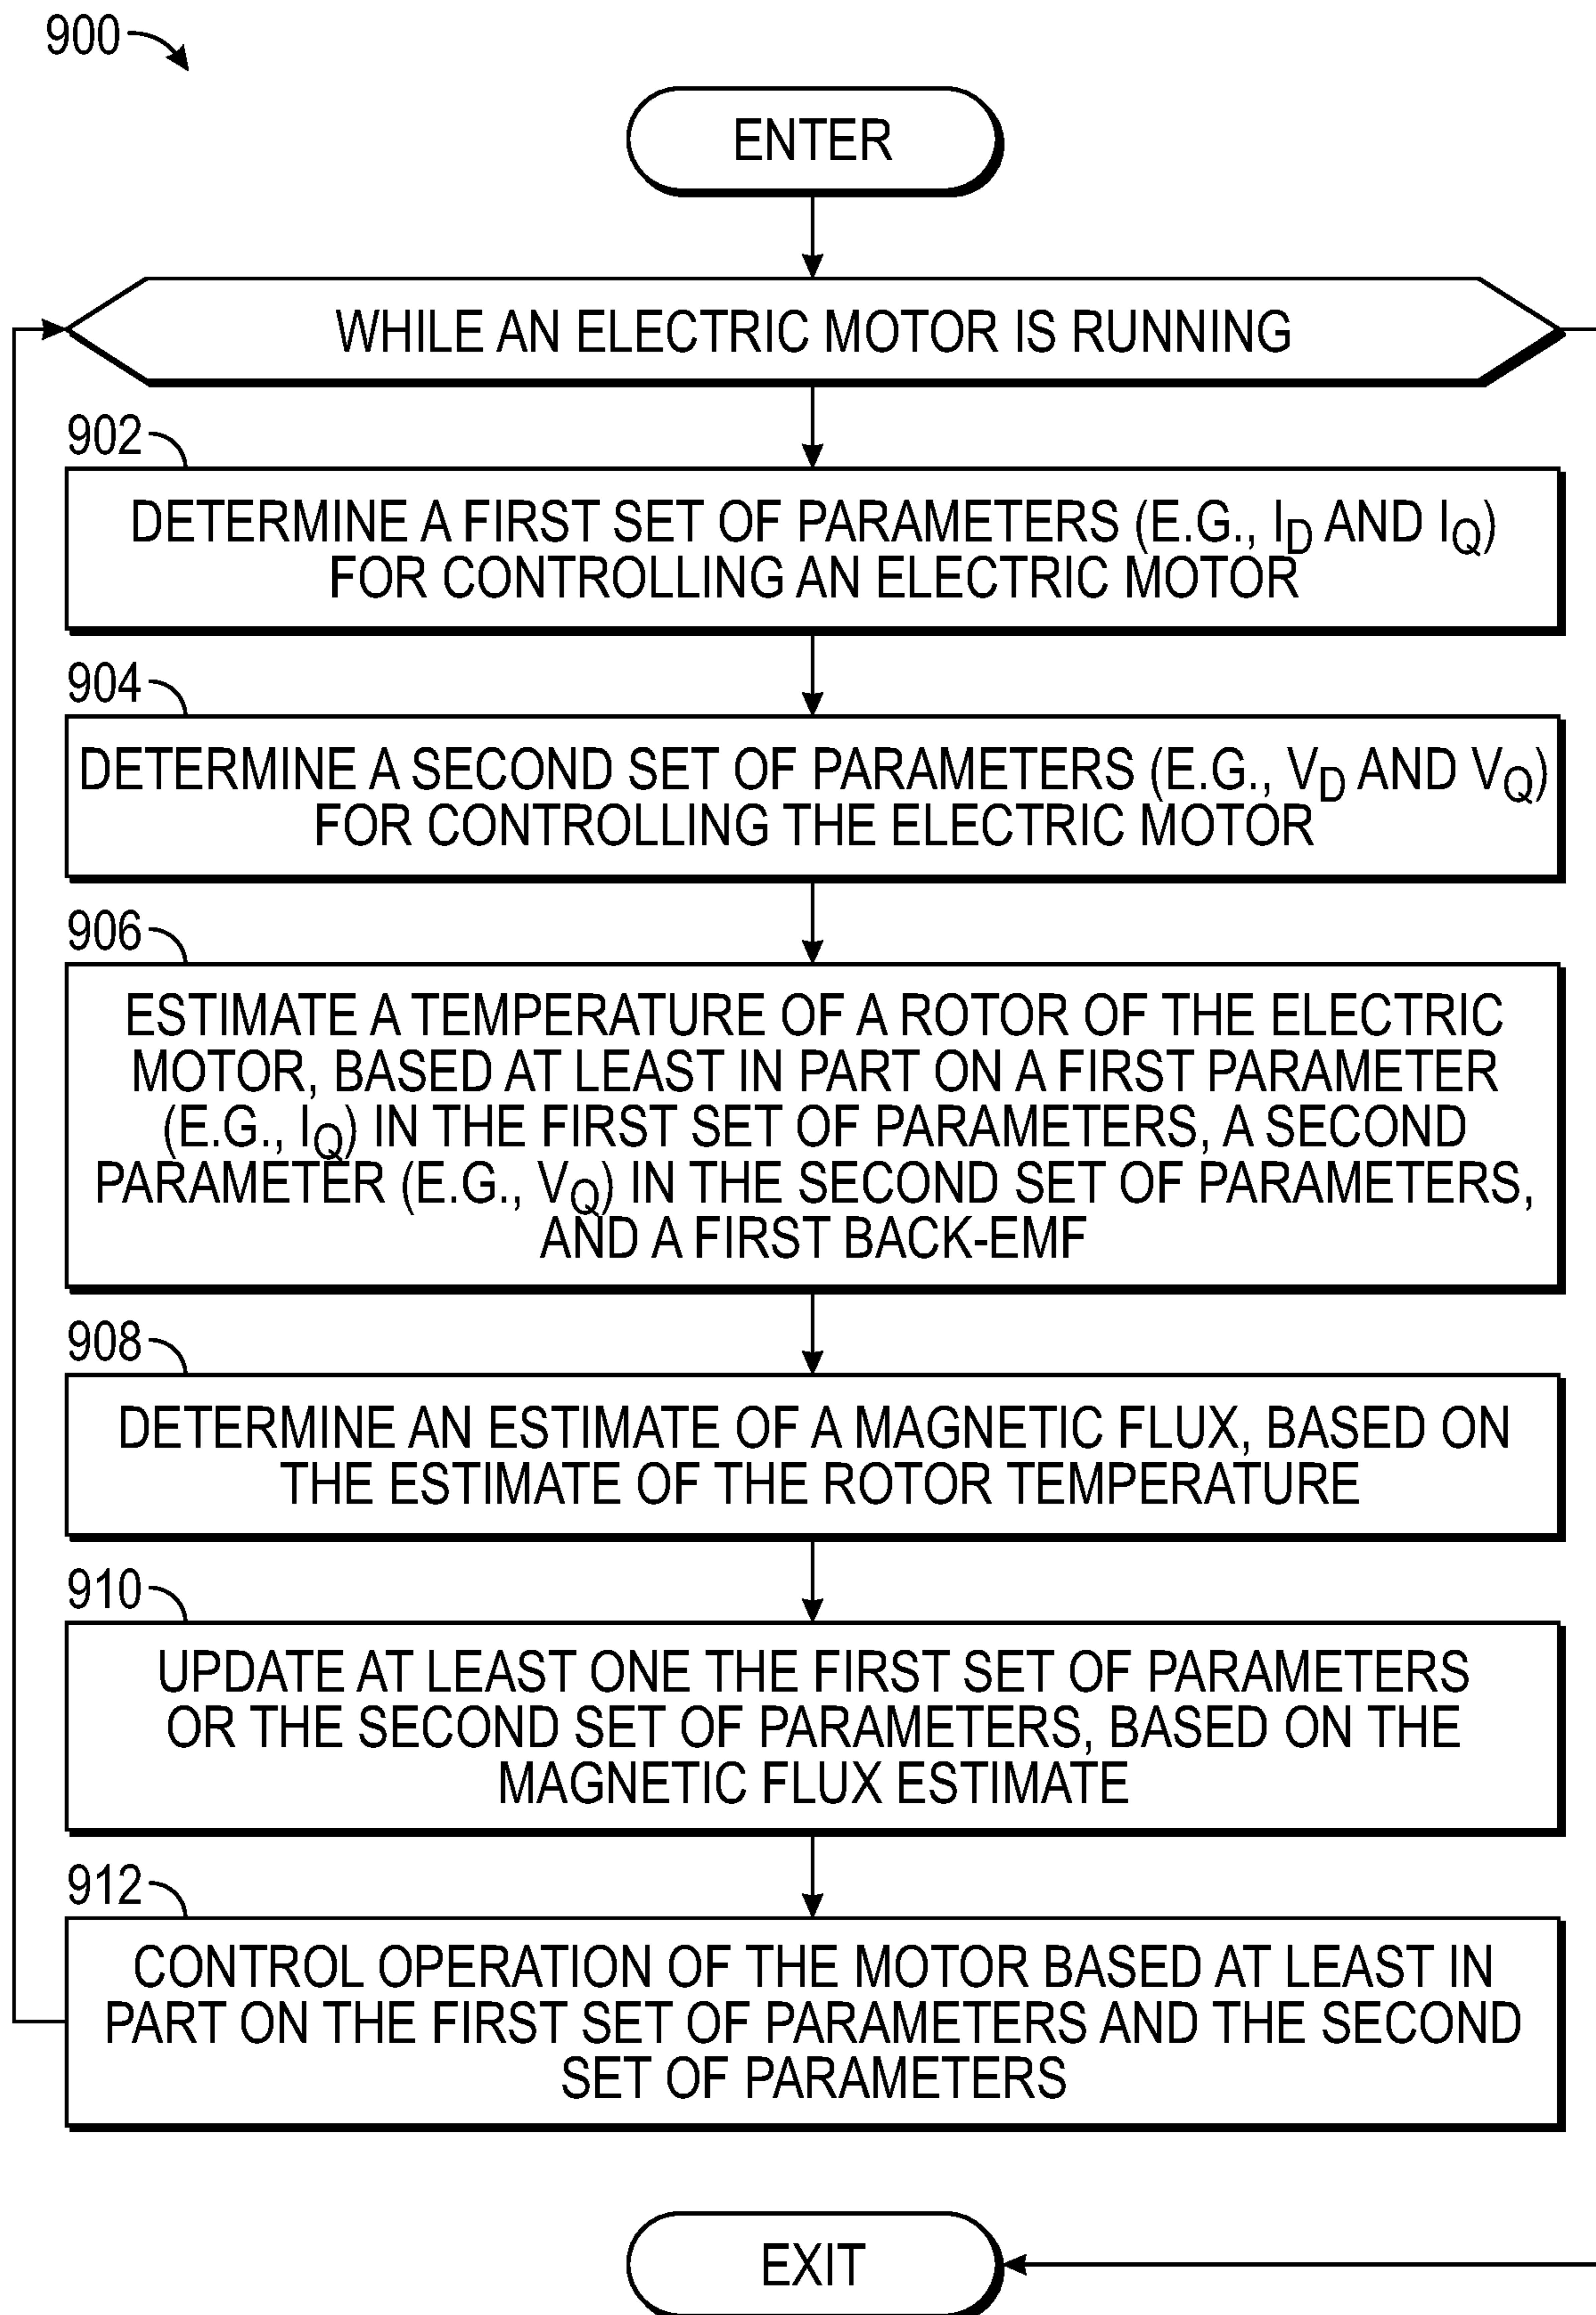 900
ENTER
WHILE AN ELECTRIC MOTOR IS RUNNING
902
DETERMINE A FIRST SET OF PARAMETERS (E.G., I_D AND I_Q)
FOR CONTROLLING AN ELECTRIC MOTOR
904
DETERMINE A SECOND SET OF PARAMETERS (E.G., V_D AND V_Q)
FOR CONTROLLING THE ELECTRIC MOTOR
906
ESTIMATE A TEMPERATURE OF A ROTOR OF THE ELECTRIC
MOTOR, BASED AT LEAST IN PART ON A FIRST PARAMETER
(E.G., I_Q) IN THE FIRST SET OF PARAMETERS, A SECOND
PARAMETER (E.G., V_Q) IN THE SECOND SET OF PARAMETERS,
AND A FIRST BACK-EMF
908
DETERMINE AN ESTIMATE OF A MAGNETIC FLUX, BASED ON
THE ESTIMATE OF THE ROTOR TEMPERATURE
910
UPDATE AT LEAST ONE THE FIRST SET OF PARAMETERS
OR THE SECOND SET OF PARAMETERS, BASED ON THE
MAGNETIC FLUX ESTIMATE
912
CONTROL OPERATION OF THE MOTOR BASED AT LEAST IN
PART ON THE FIRST SET OF PARAMETERS AND THE SECOND
SET OF PARAMETERS
EXIT